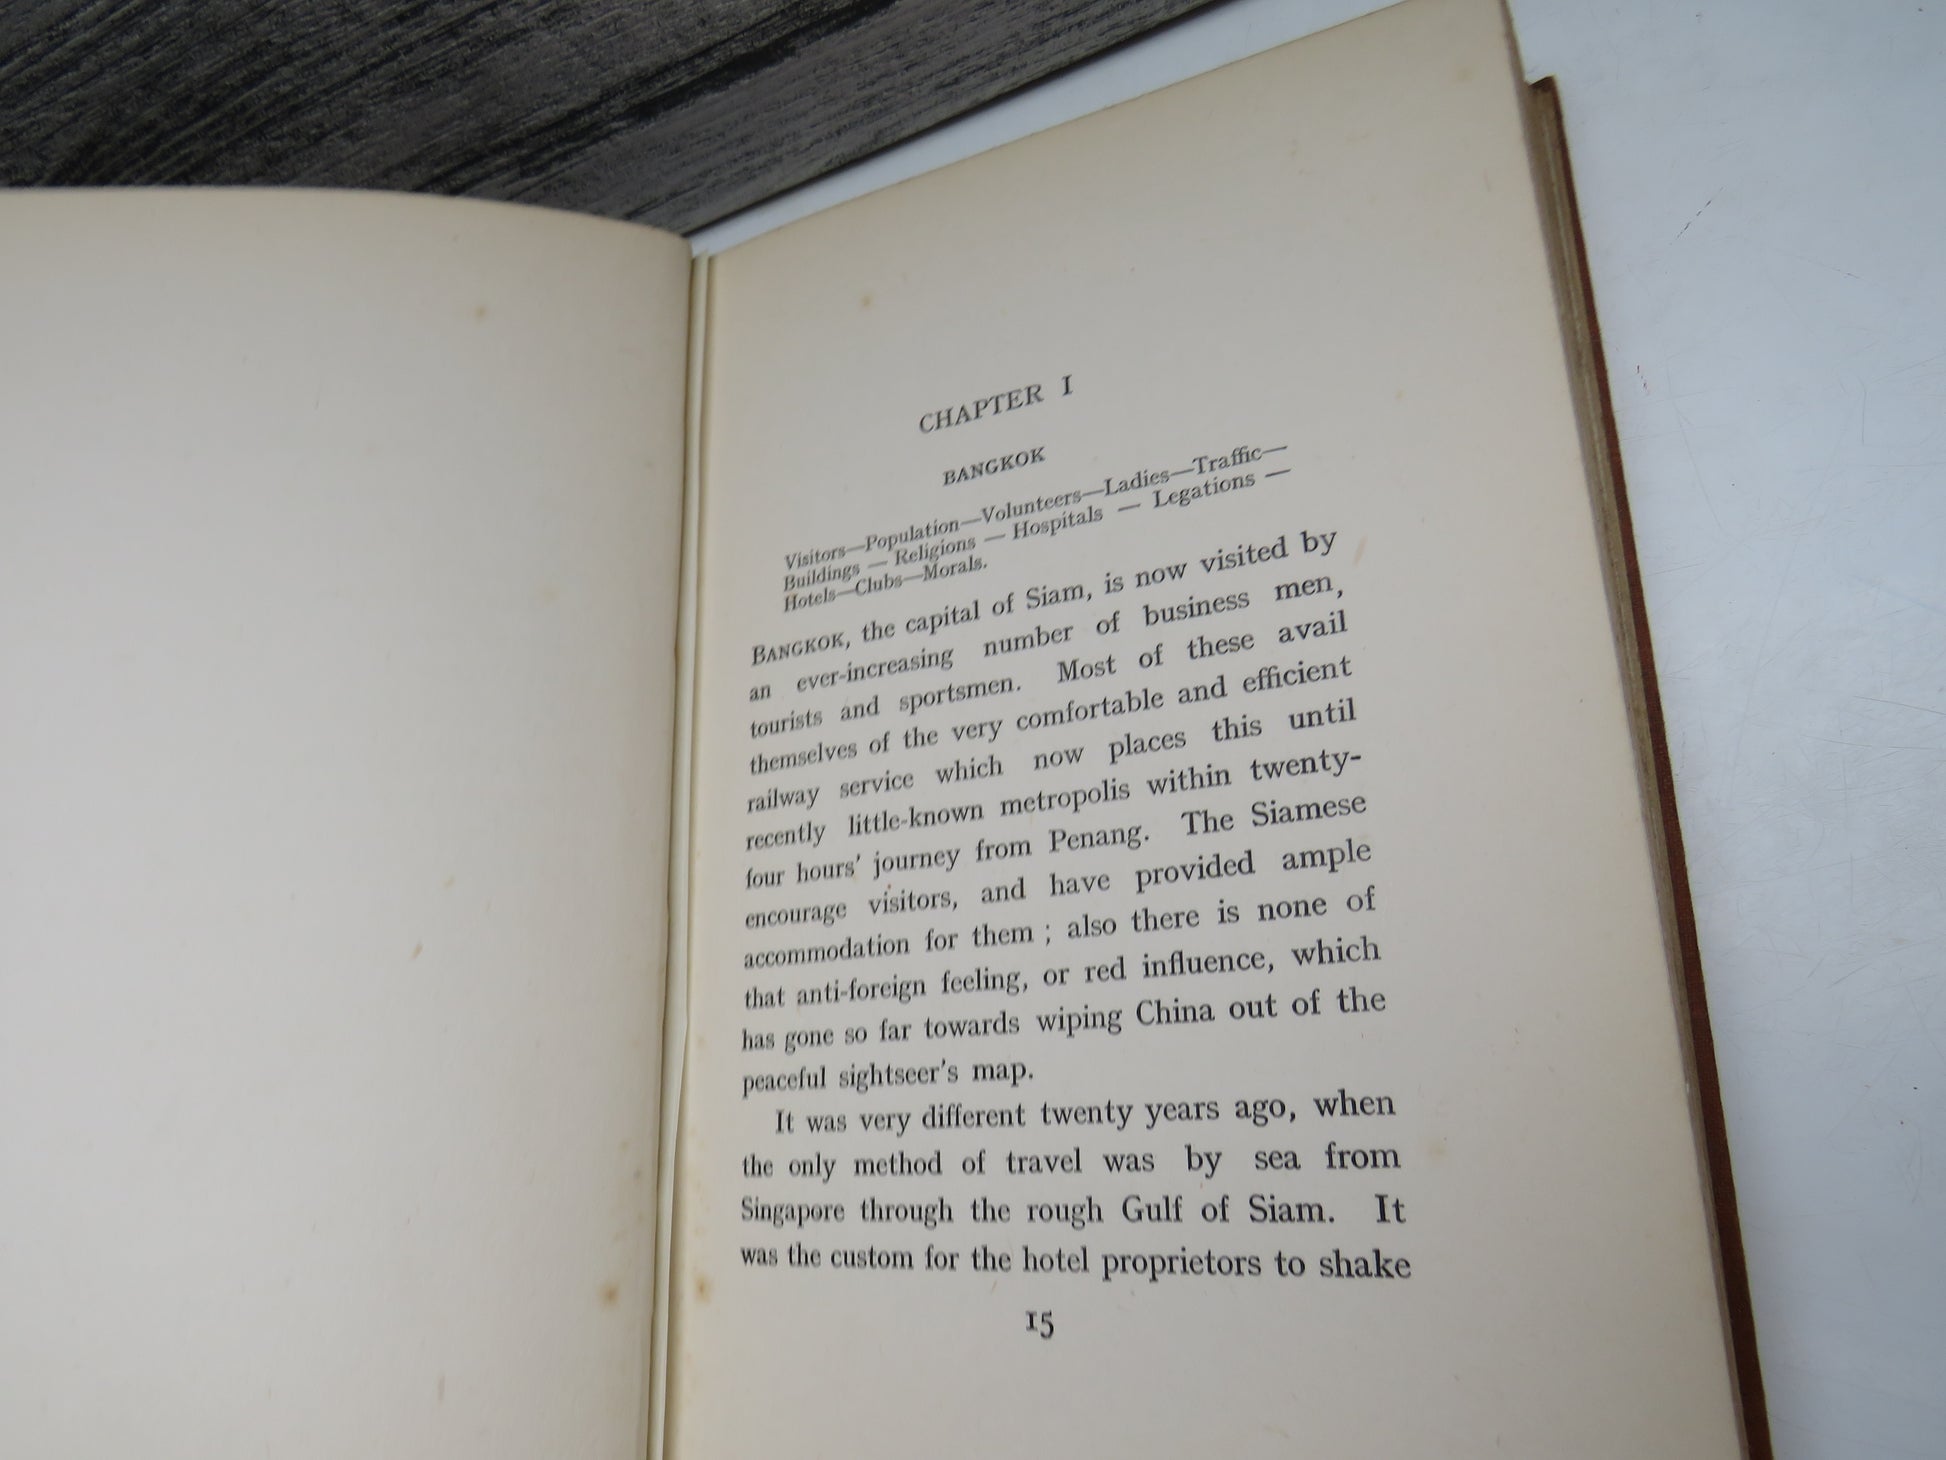 CHAPTER I
BANGKOK
Visitors—Population—Volunteers—Ladies—Traffic—
Buildings — Religions — Hospitals — Legations —
Hotels—Clubs—Morals.
BANGKOK, the capital of Siam, is now visited by
an ever-increasing number of business men,
tourists and sportsmen. Most of these avail
themselves of the very comfortable and efficient
railway service which now places this until
recently little-known metropolis within twenty-
four hours' journey from Penang. The Siamese
encourage visitors, and have provided ample
accommodation for them ; also there is none of
that anti-foreign feeling, or red influence, which
has gone so far towards wiping China out of the
peaceful sightseer's map.
It was very different twenty years ago, when
the only method of travel was by sea from
Singapore through the rough Gulf of Siam. It
was the custom for the hotel proprietors to shake
15